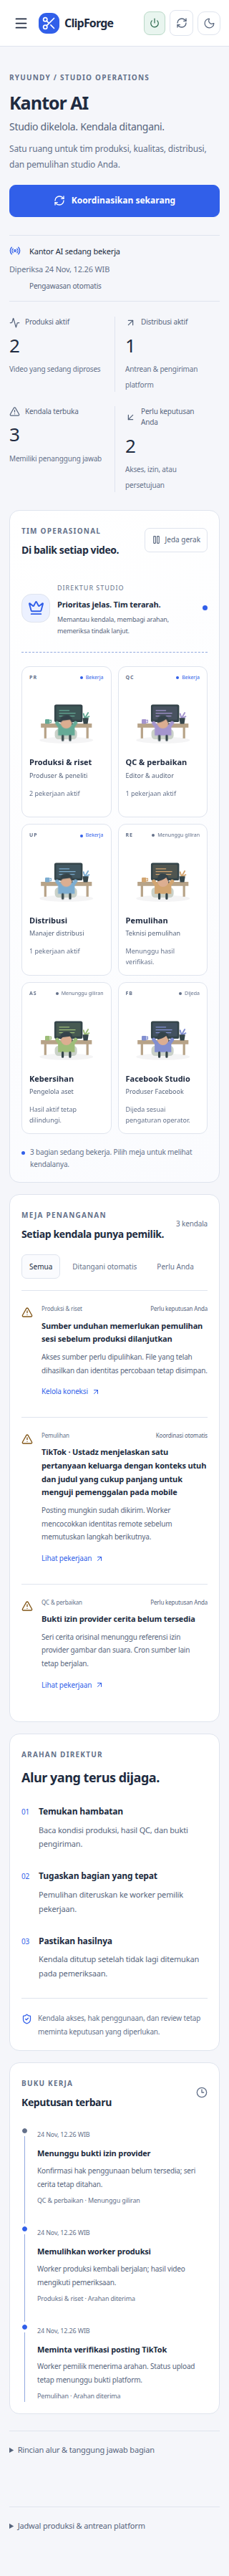 ClipForge
RYUUNDY / STUDIO OPERATIONS
Kantor AI
Studio dikelola. Kendala ditangani.
Satu ruang untuk tim produksi, kualitas, distribusi,
dan pemulihan studio Anda.
Koordinasikan sekarang
Kantor AI sedang bekerja
Diperiksa 24 Nov, 12.26 WIB
Pengawasan otomatis
Produksi aktif
2
Video yang sedang diproses
Distribusi aktif
1
Antrean & pengiriman
platform
Kendala terbuka
3
Memiliki penanggung jawab
Perlu keputusan
Anda
2
Akses, izin, atau
persetujuan
TIM OPERASIONAL
Di balik setiap video.
Jeda gerak
DIREKTUR STUDIO
Prioritas jelas. Tim terarah.
Memantau kendala, membagi arahan,
memeriksa tindak lanjut.
PR
Bekerja
Produksi & riset
Produser & peneliti
2 pekerjaan aktif
QC
Bekerja
QC & perbaikan
Editor & auditor
1 pekerjaan aktif
UP
Bekerja
Distribusi
Manajer distribusi
1 pekerjaan aktif
RE
Menunggu giliran
Pemulihan
Teknisi pemulihan
Menunggu hasil
verifikasi.
AS
Menunggu giliran
Kebersihan
Pengelola aset
Hasil aktif tetap
dilindungi.
FB
Dijeda
Facebook Studio
Produser Facebook
Dijeda sesuai
pengaturan operator.
3 bagian sedang bekerja. Pilih meja untuk melihat
kendalanya.
MEJA PENANGANAN
Setiap kendala punya pemilik.
3 kendala
Semua
Ditangani otomatis
Perlu Anda
Produksi & riset
Perlu keputusan Anda
Sumber unduhan memerlukan pemulihan
sesi sebelum produksi dilanjutkan
Akses sumber perlu dipulihkan. File yang telah
dihasilkan dan identitas percobaan tetap disimpan.
Kelola koneksi
Pemulihan
Koordinasi otomatis
TikTok · Ustadz menjelaskan satu
pertanyaan keluarga dengan konteks utuh
dan judul yang cukup panjang untuk
menguji pemenggalan pada mobile
Posting mungkin sudah dikirim. Worker
mencocokkan identitas remote sebelum
memutuskan langkah berikutnya.
Lihat pekerjaan
QC & perbaikan
Perlu keputusan Anda
Bukti izin provider cerita belum tersedia
Seri cerita orisinal menunggu referensi izin
provider gambar dan suara. Cron sumber lain
tetap berjalan.
Lihat pekerjaan
ARAHAN DIREKTUR
Alur yang terus dijaga.
01 Temukan hambatan
Baca kondisi produksi, hasil QC, dan bukti
pengiriman.
02 Tugaskan bagian yang tepat
Pemulihan diteruskan ke worker pemilik
pekerjaan.
03 Pastikan hasilnya
Kendala ditutup setelah tidak lagi ditemukan
pada pemeriksaan.
Kendala akses, hak penggunaan, dan review tetap
meminta keputusan yang diperlukan.
BUKU KERJA
Keputusan terbaru
24 Nov, 12.26 WIB
Menunggu bukti izin provider
Konfirmasi hak penggunaan belum tersedia; seri
cerita tetap ditahan.
QC & perbaikan · Menunggu giliran
24 Nov, 12.26 WIB
Memulihkan worker produksi
Worker produksi kembali berjalan; hasil video
mengikuti pemeriksaan.
Produksi & riset · Arahan diterima
24 Nov, 12.26 WIB
Meminta verifikasi posting TikTok
Worker pemilik menerima arahan. Status upload
tetap menunggu bukti platform.
Pemulihan · Arahan diterima
Rincian alur & tanggung jawab bagian
Jadwal produksi & antrean platform